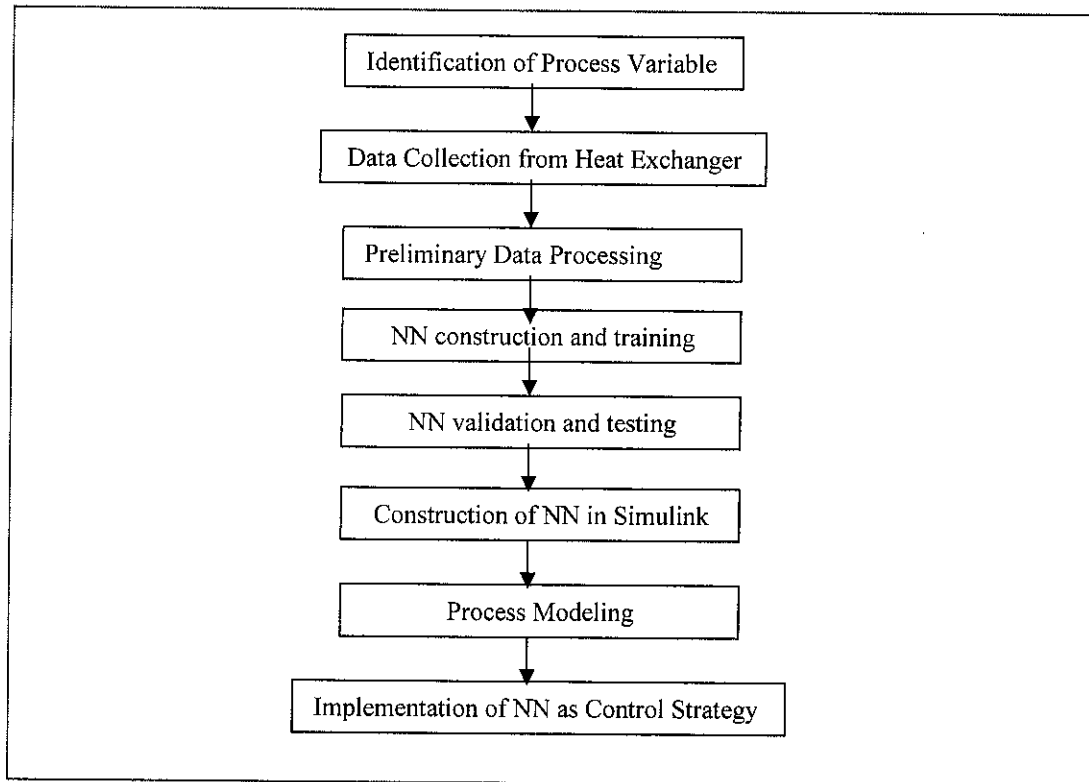 Identification of Process Variable
Data Collection from Heat Exchanger
Preliminary Data Processing
NN construction and training
NN validation and testing
Construction of NN in Simulink
Process Modeling
Implementation of NN as Control Strategy